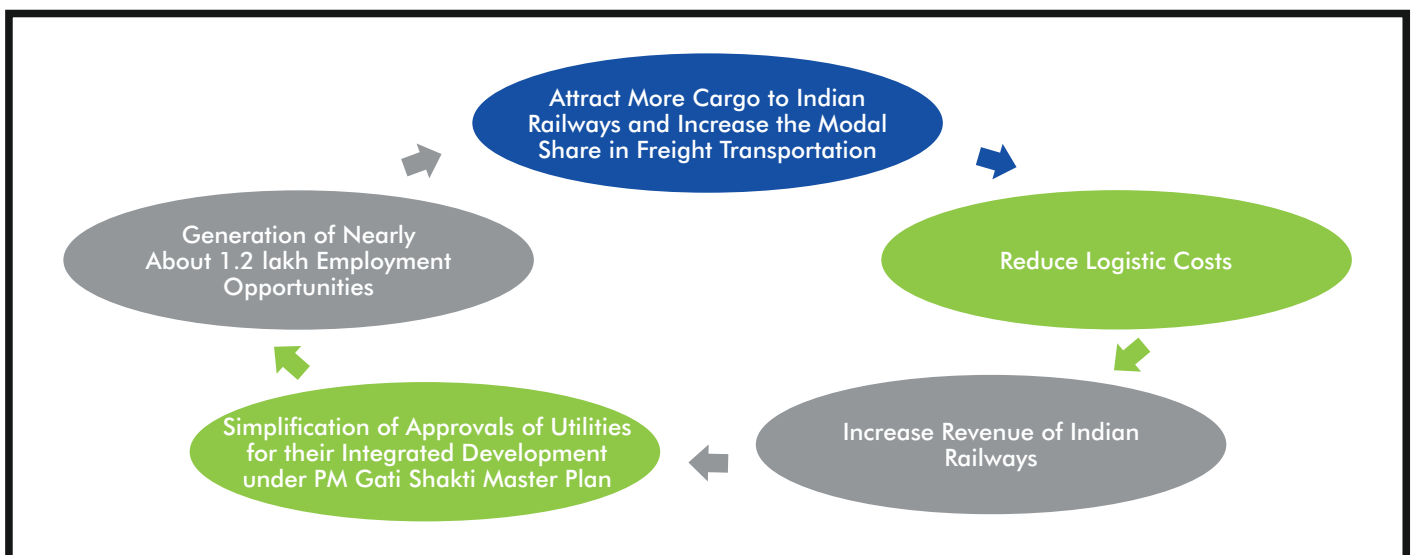 Attract More Cargo to Indian
Railways and Increase the Modal
Share in Freight Transportation
Reduce Logistic Costs
Increase Revenue of Indian
Railways
Simplification of Approvals of Utilities
for their Integrated Development
under PM Gati Shakti Master Plan
Generation of Nearly
About 1.2 lakh Employment
Opportunities